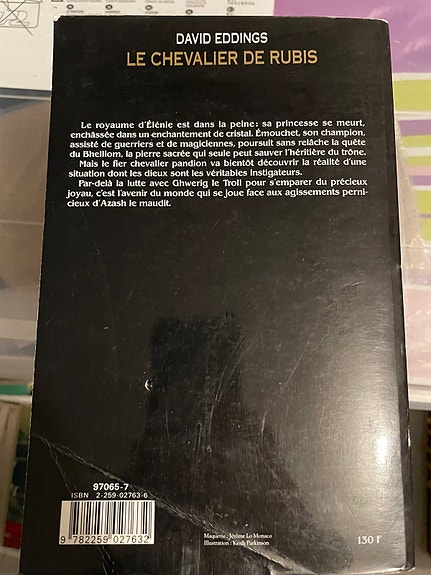 DAVID EDDINGS
LE CHEVALIER DE RUBIS
Le royaume d'Élénie est dans la peine : sa princesse se meurt,
enchâssée dans un enchantement de cristal. Émouchet, son champion,
assisté de guerriers et de magiciennes, poursuit sans relâche la quête
du Bhelliom, la pierre sacrée qui seule peut sauver l'héritière du trône.
Mais le fier chevalier pandion va bientôt découvrir la réalité d'une
situation dont les dieux sont les véritables instigateurs.
Par-delà la lutte avec Ghwerig le Troll pour s'emparer du précieux
joyau, c'est l'avenir du monde qui se joue face aux agissements perni-
cieux d'Azash le maudit.
97065-7
ISBN 2-259-02763-6
9 782259 027632
Maquette : Jérôme Lo Monaco
Illustration : Keith Parkinson
130 F